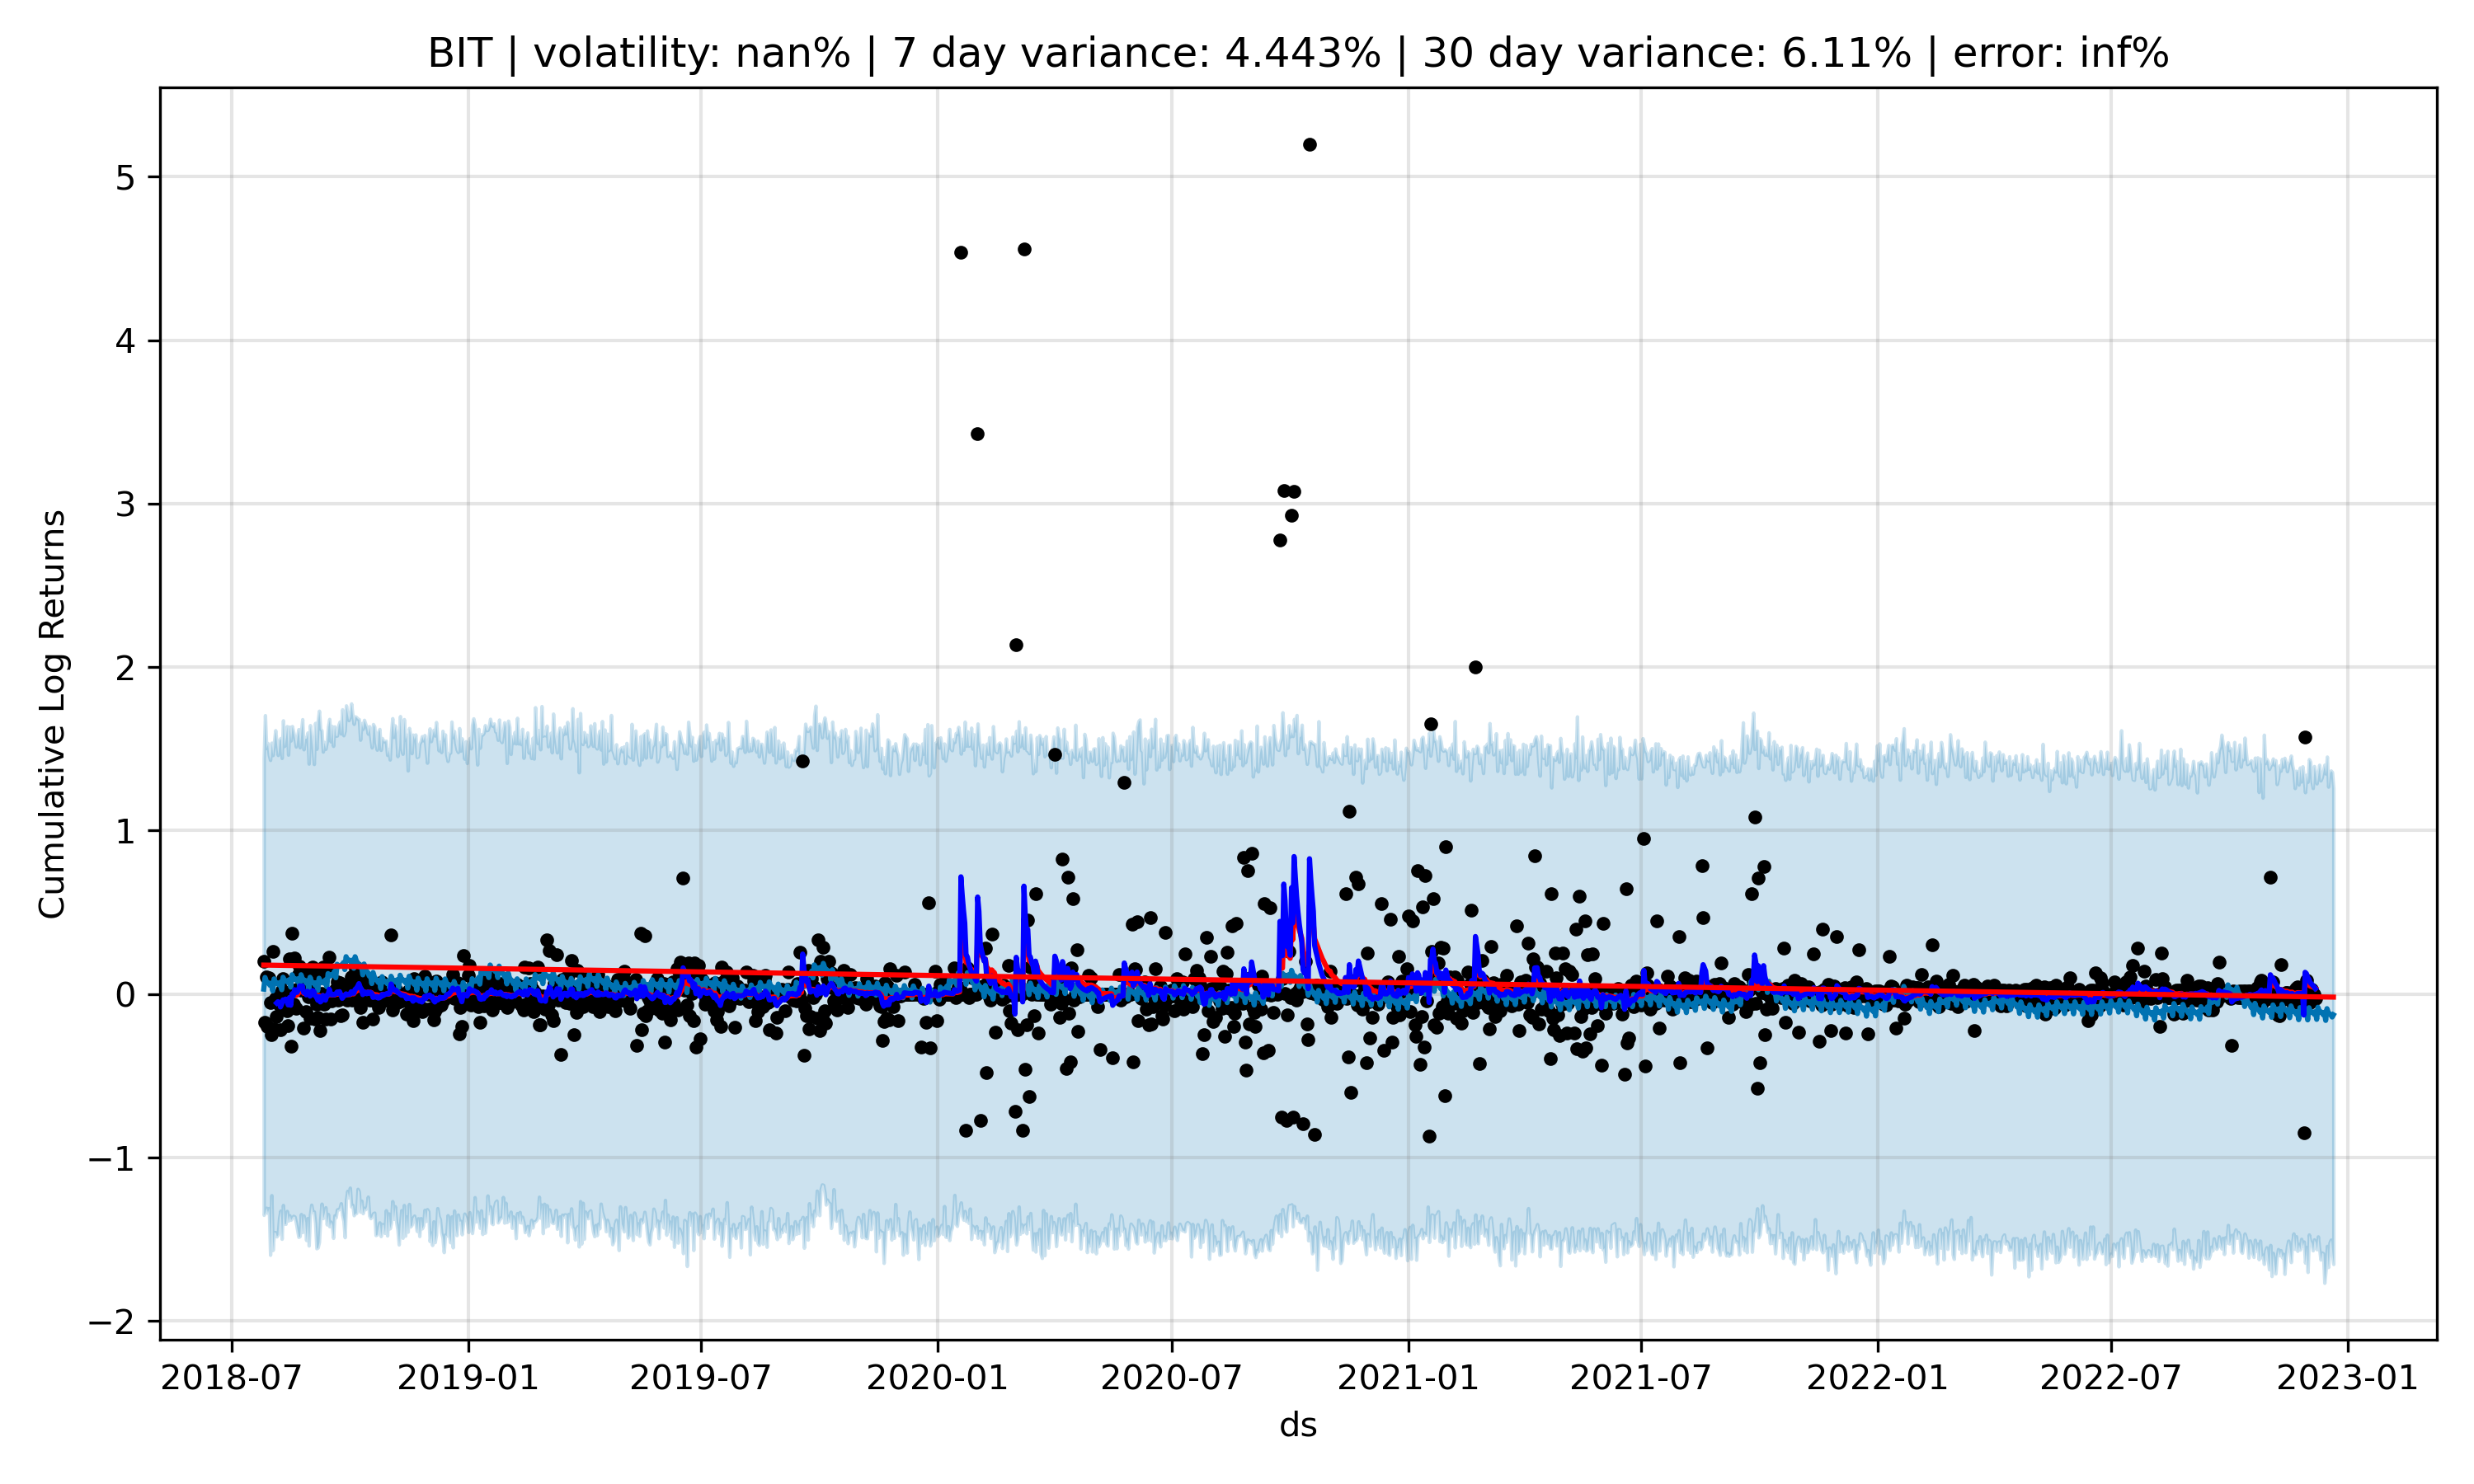 BIT | volatility: nan% | 7 day variance: 4.443% | 30 day variance: 6.11% | error: inf%
Cumulative Log Returns
5
4
3
2
1
0
−1
−2
2018-07 2019-01 2019-07 2020-01 2020-07 2021-01 2021-07 2022-01 2022-07 2023-01
ds